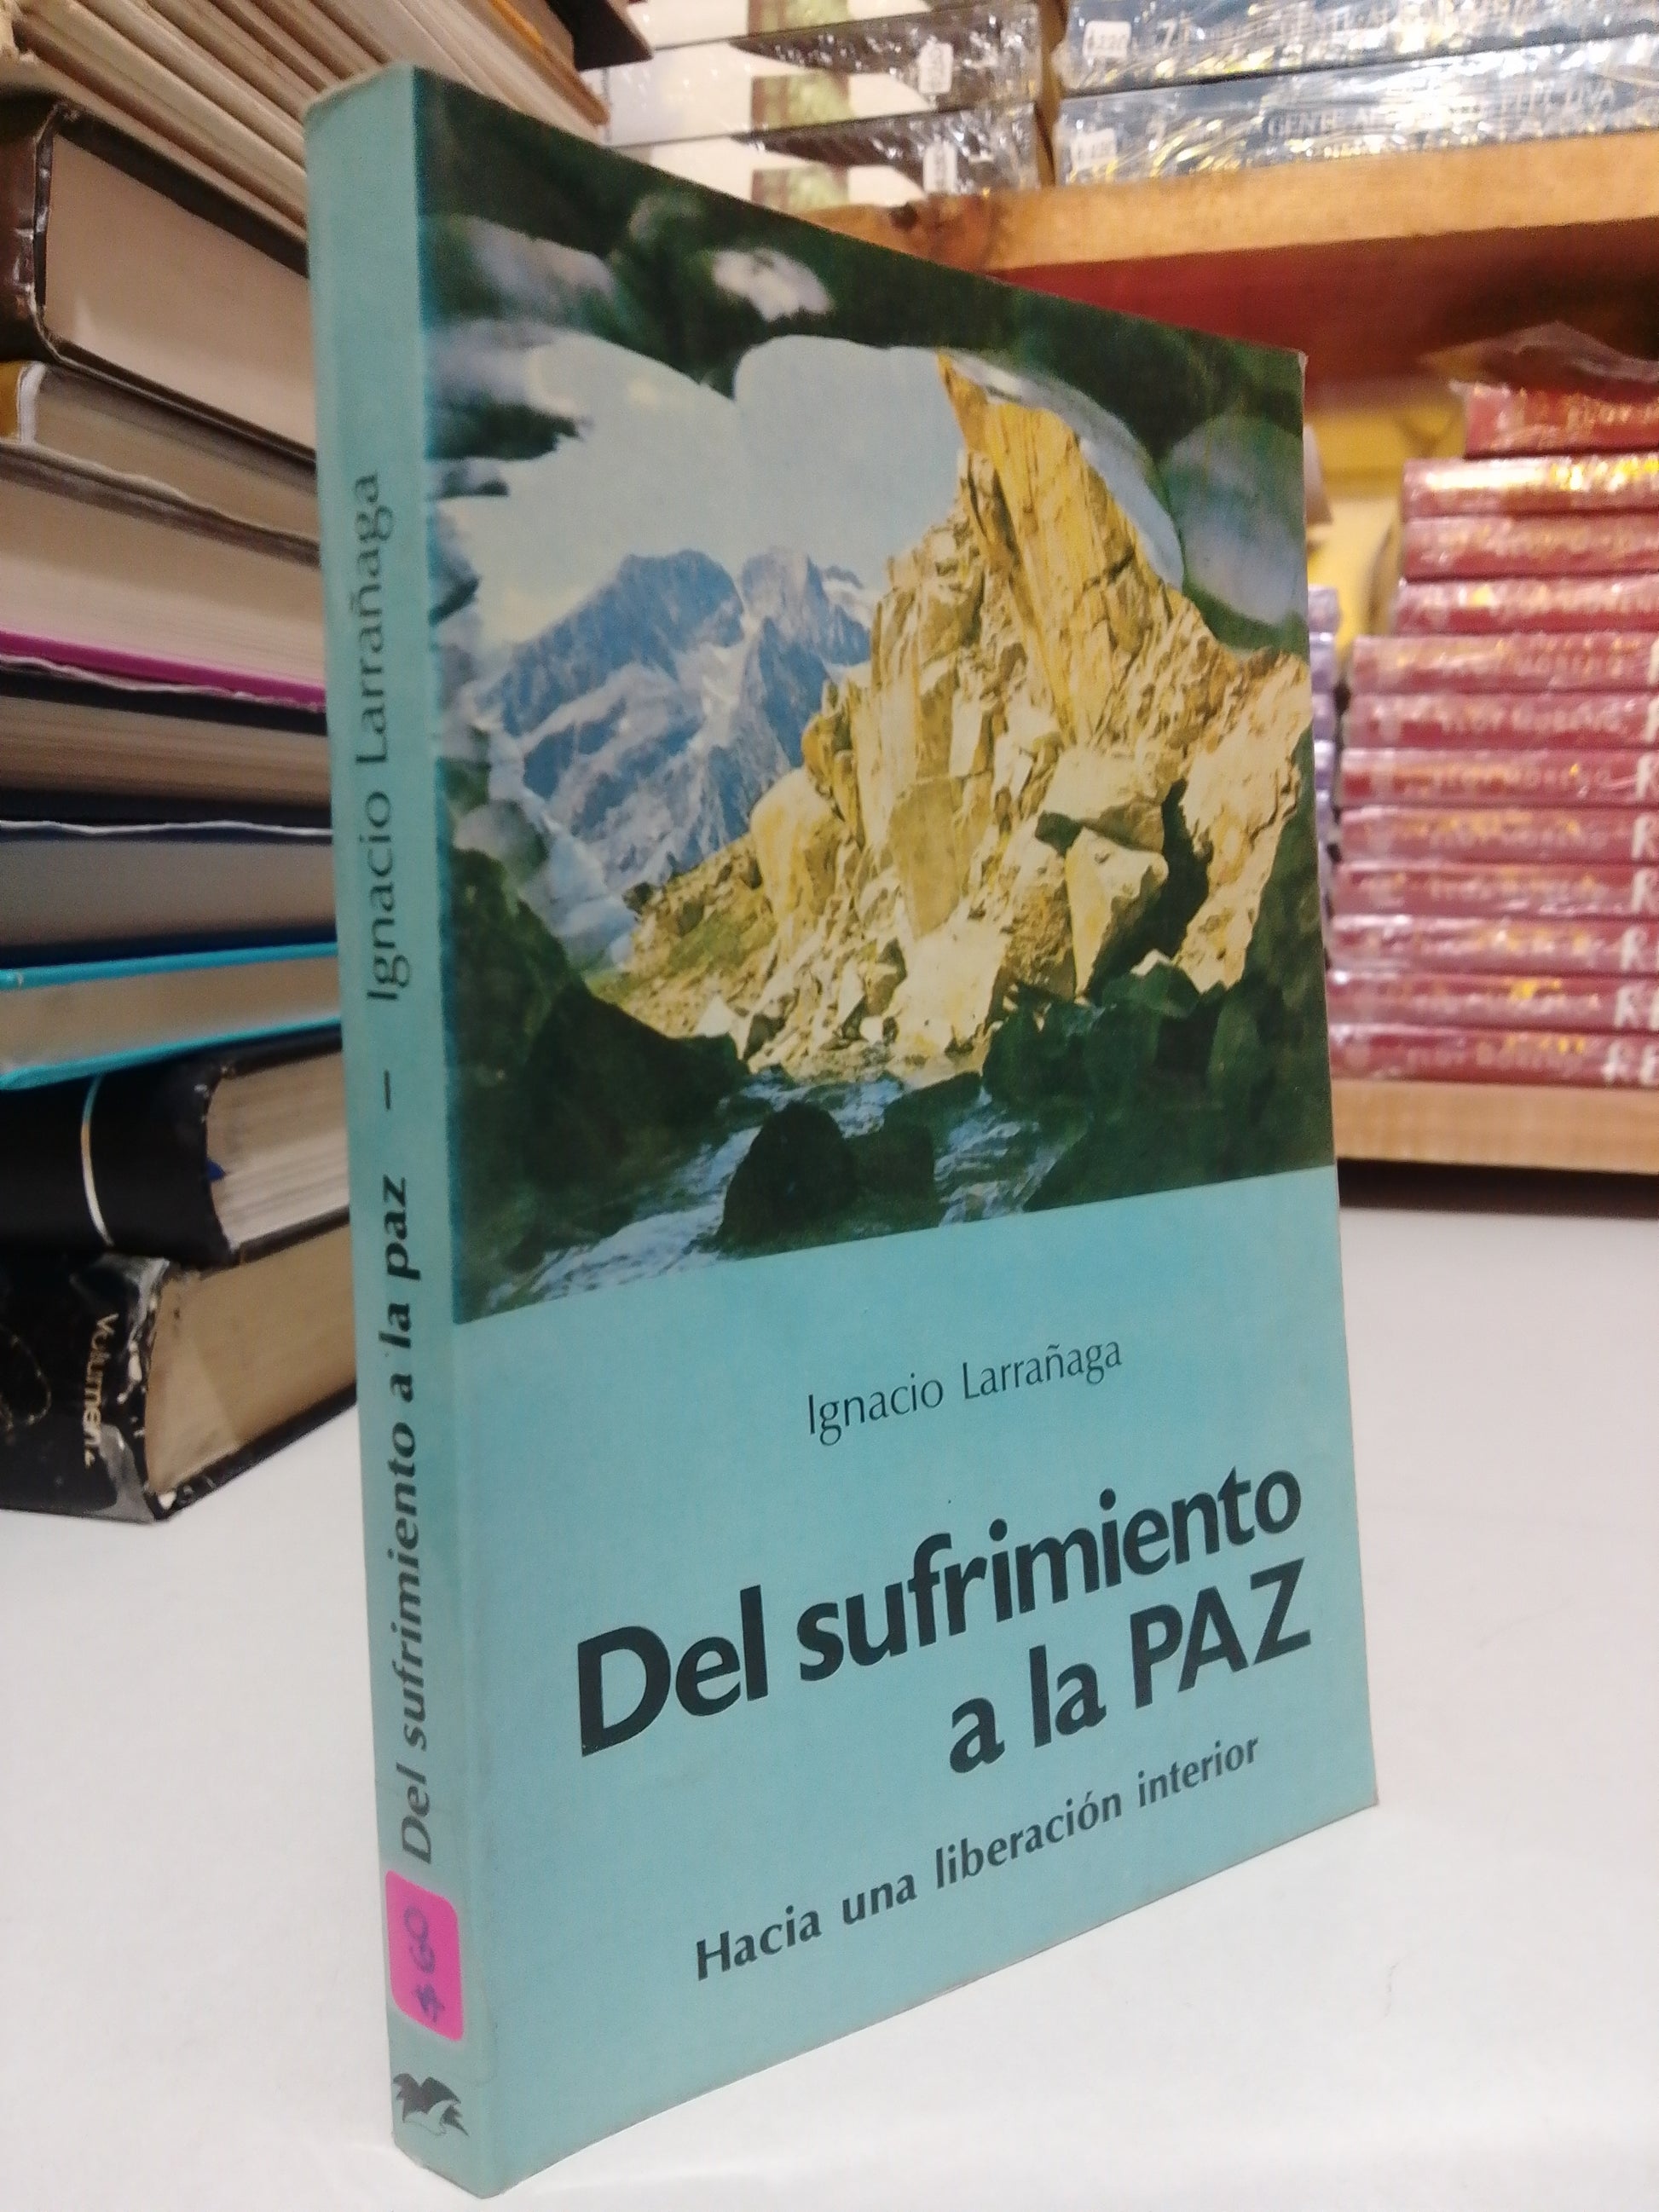 Ignacio Larrañaga
Del sufrimiento
a la PAZ
Hacia una liberación interior
Del sufrimiento a la paz – Ignacio Larrañaga
$60